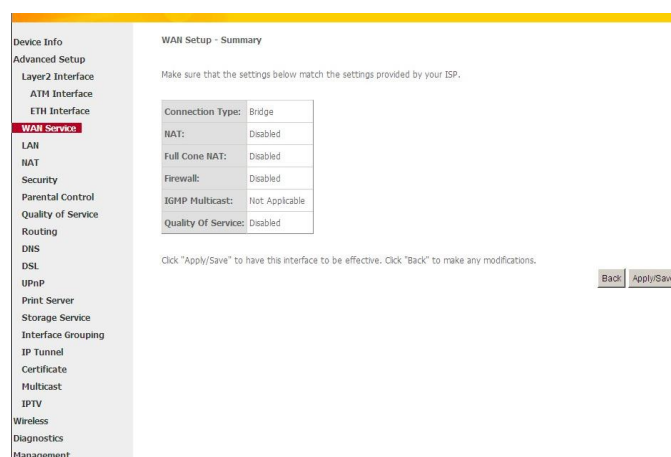 Device Info
Advanced Setup
Layer2 Interface
ATM Interface
ETH Interface
WAN Service
LAN
NAT
Security
Parental Control
Quality of Service
Routing
DNS
DSL
UPnP
Print Server
Storage Service
Interface Grouping
IP Tunnel
Certificate
Multicast
IPTV
Wireless
Diagnostics
Management
WAN Setup - Summary
Make sure that the settings below match the settings provided by your ISP.
Connection Type: Bridge
NAT: Disabled
Full Cone NAT: Disabled
Firewall: Disabled
IGMP Multicast: Not Applicable
Quality Of Service: Disabled
Click "Apply/Save" to have this interface to be effective. Click "Back" to make any modifications.
Back Apply/Save